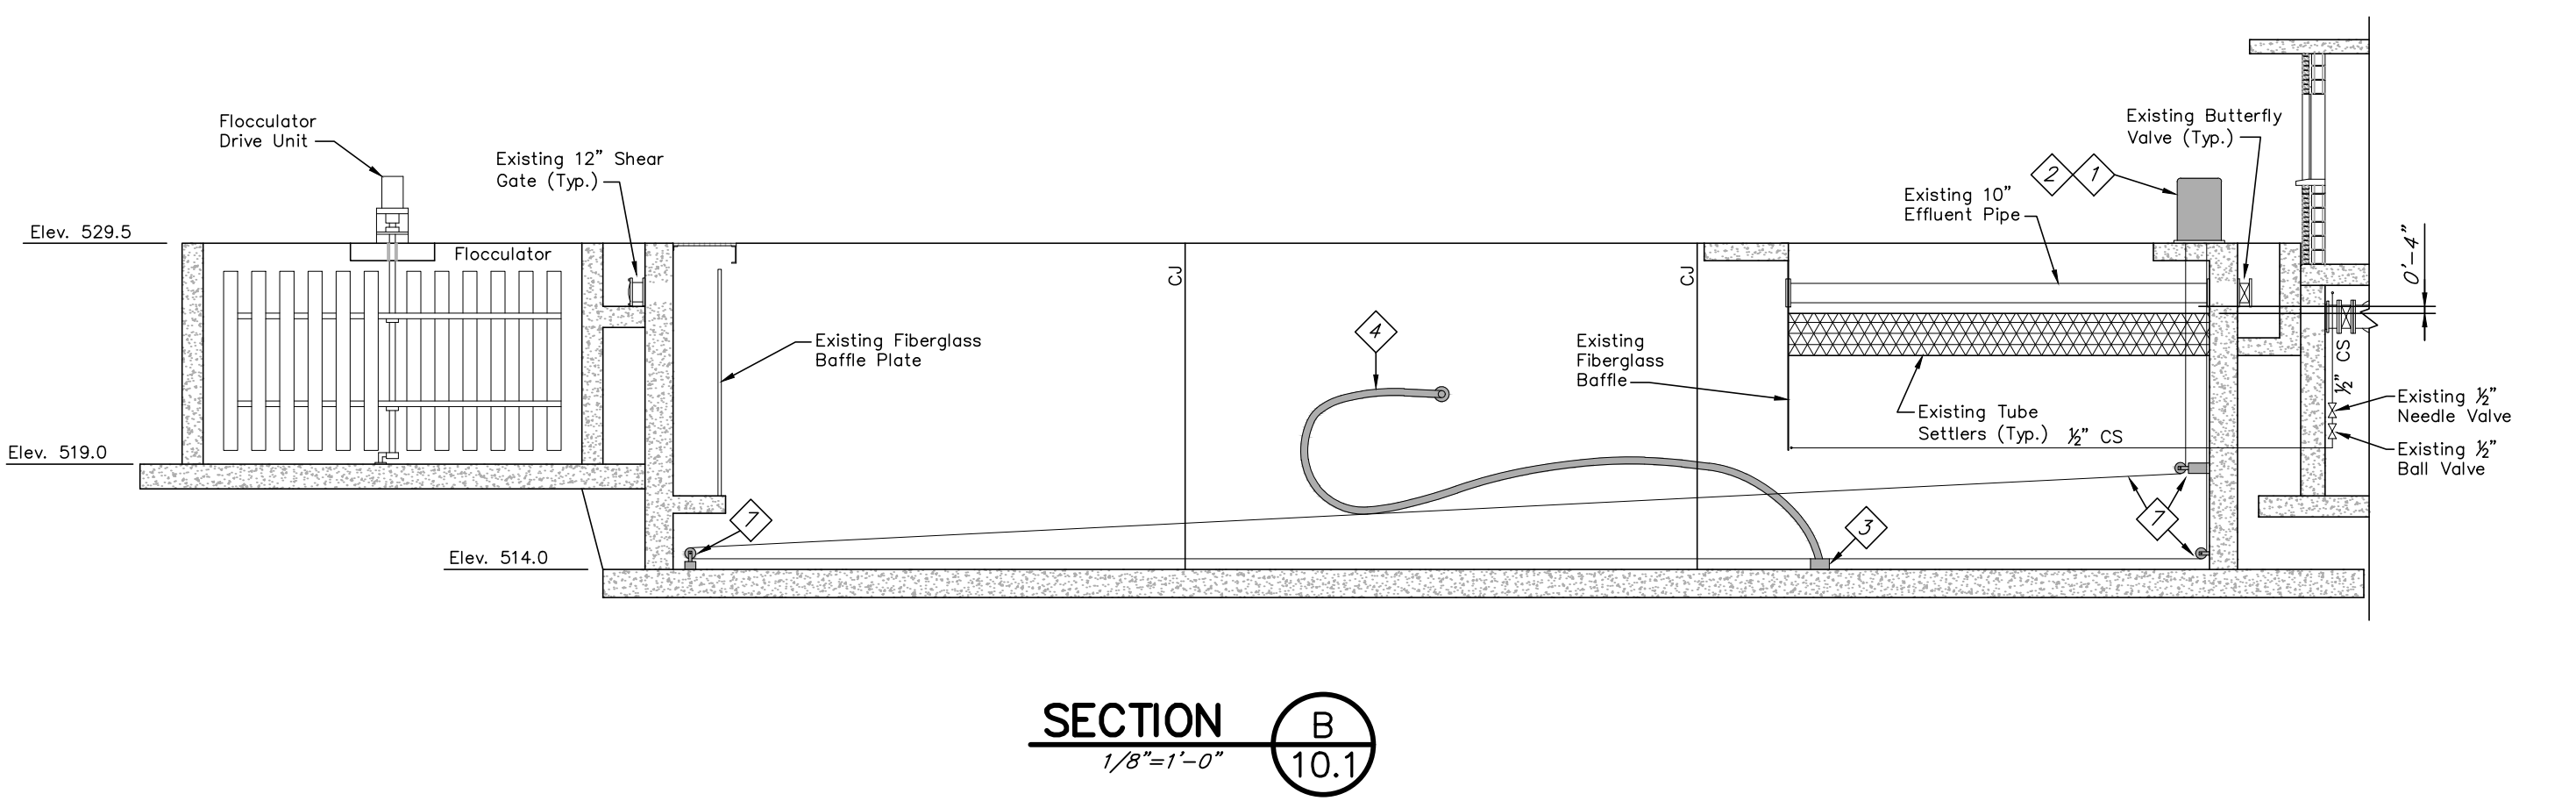 Flocculator
Drive Unit
Existing 12” Shear
Gate (Typ.)
Existing Butterfly
Valve (Typ.)
2
1
Existing 10”
Effluent Pipe
Elev. 529.5
Flocculator
CJ
CJ
0'-4”
4
Existing Fiberglass
Baffle Plate
Existing
Fiberglass
Baffle
½” CS
Existing Tube
Settlers (Typ.)
½” CS
Existing ½”
Needle Valve
Existing ½”
Ball Valve
Elev. 519.0
7
3
7
Elev. 514.0
SECTION
1/8”=1'-0”
B
10.1